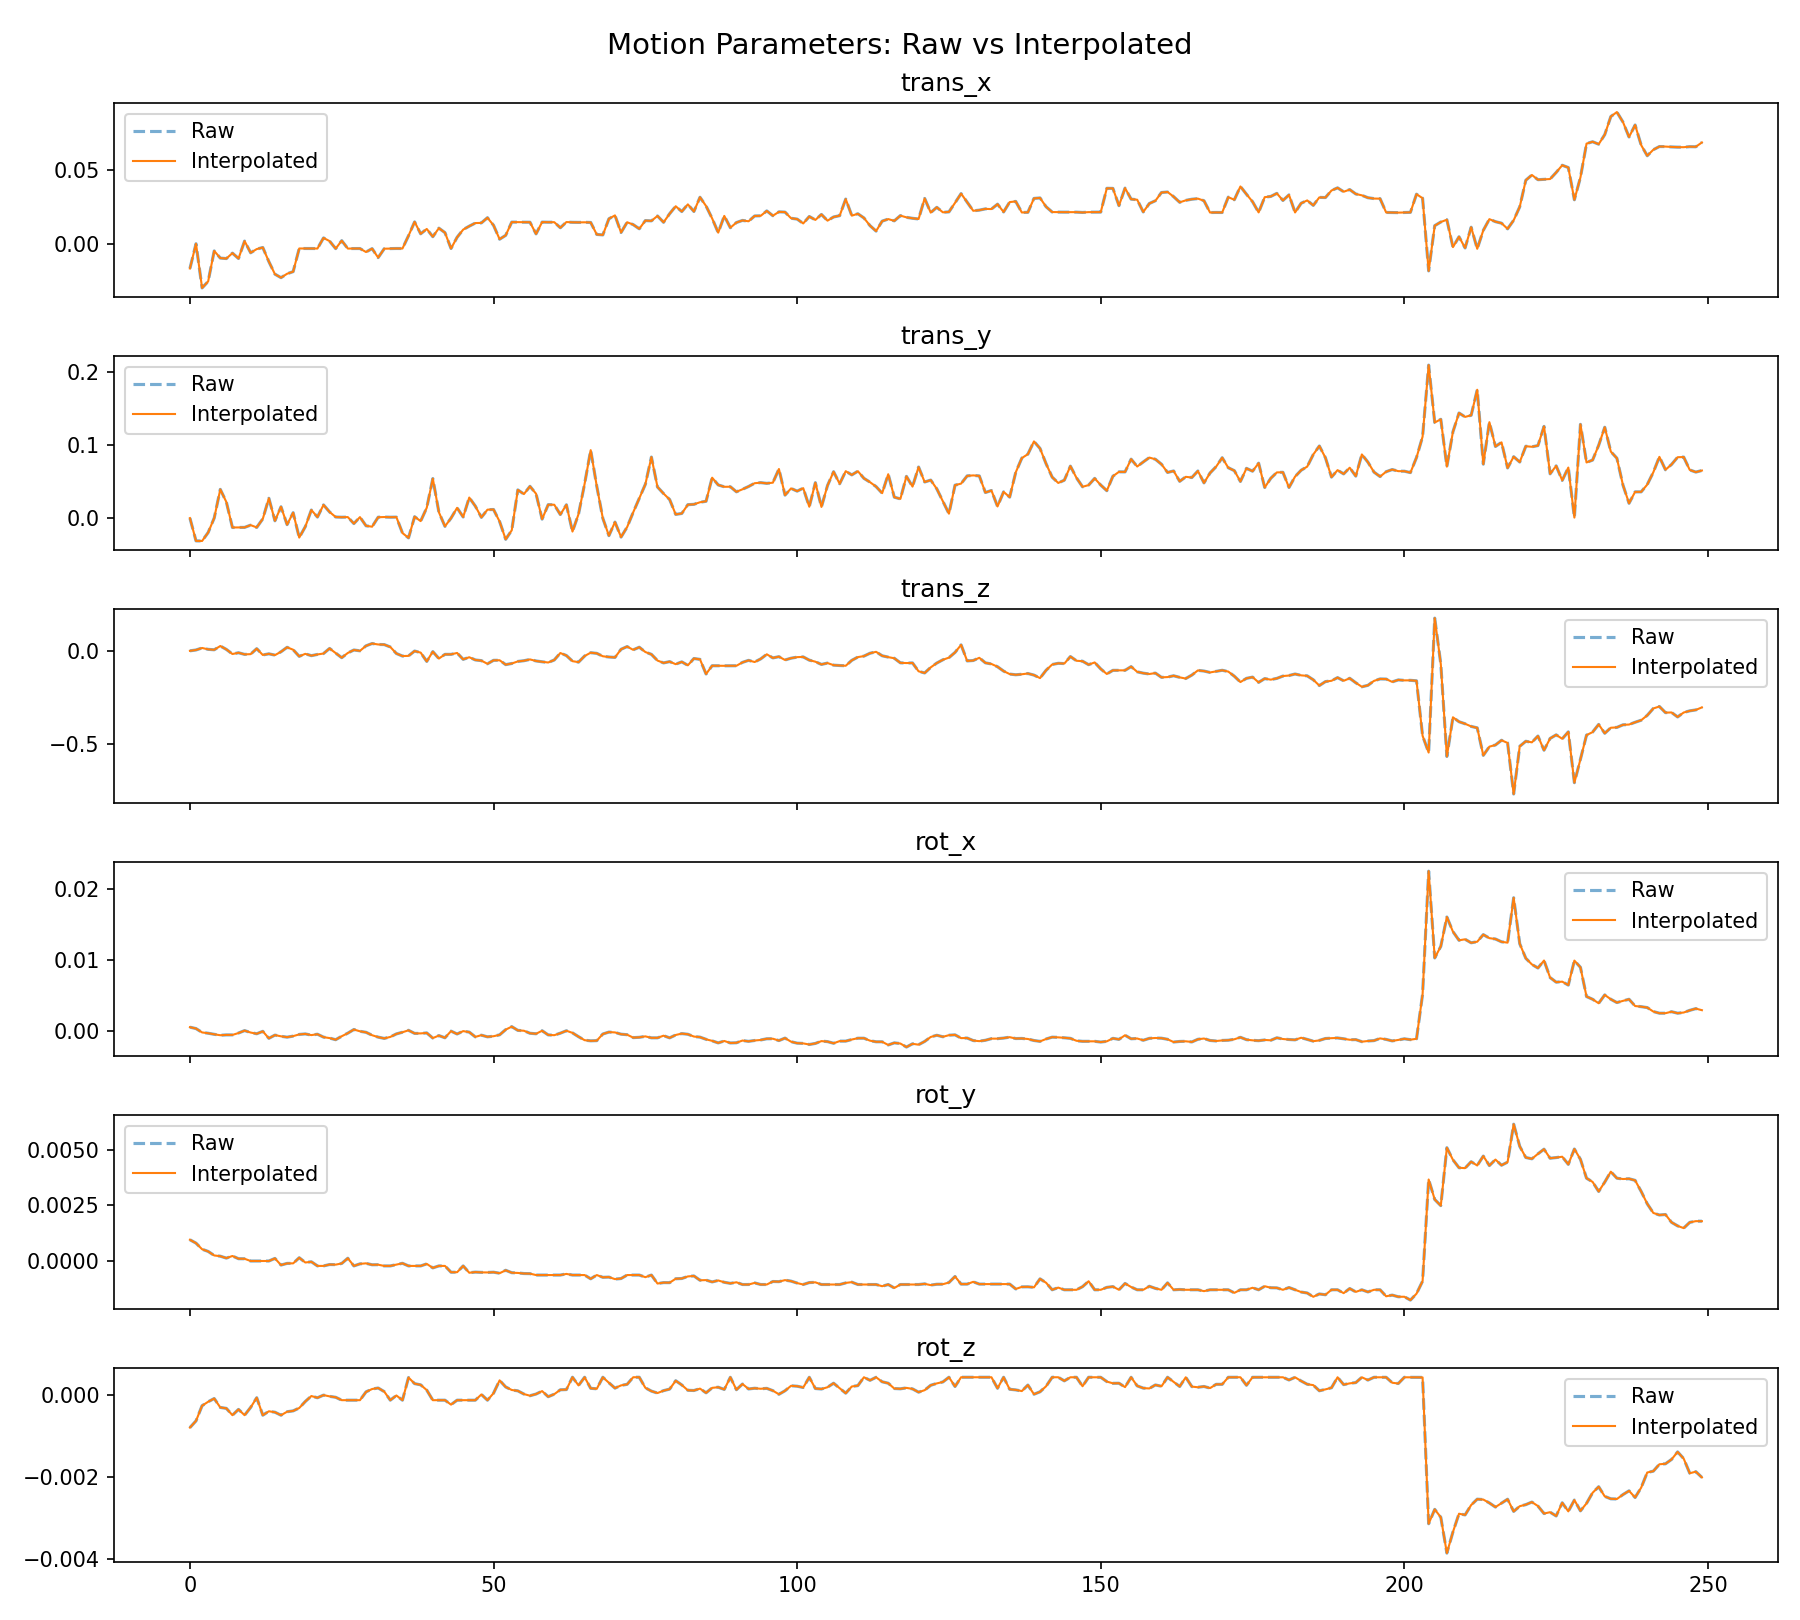 Motion Parameters: Raw vs Interpolated
trans_x
Raw
Interpolated
0.05
0.00
trans_y
Raw
Interpolated
0.2
0.1
0.0
trans_z
Raw
Interpolated
0.0
−0.5
rot_x
Raw
Interpolated
0.02
0.01
0.00
rot_y
Raw
Interpolated
0.0050
0.0025
0.0000
rot_z
Raw
Interpolated
0.000
−0.002
−0.004
0 50 100 150 200 250